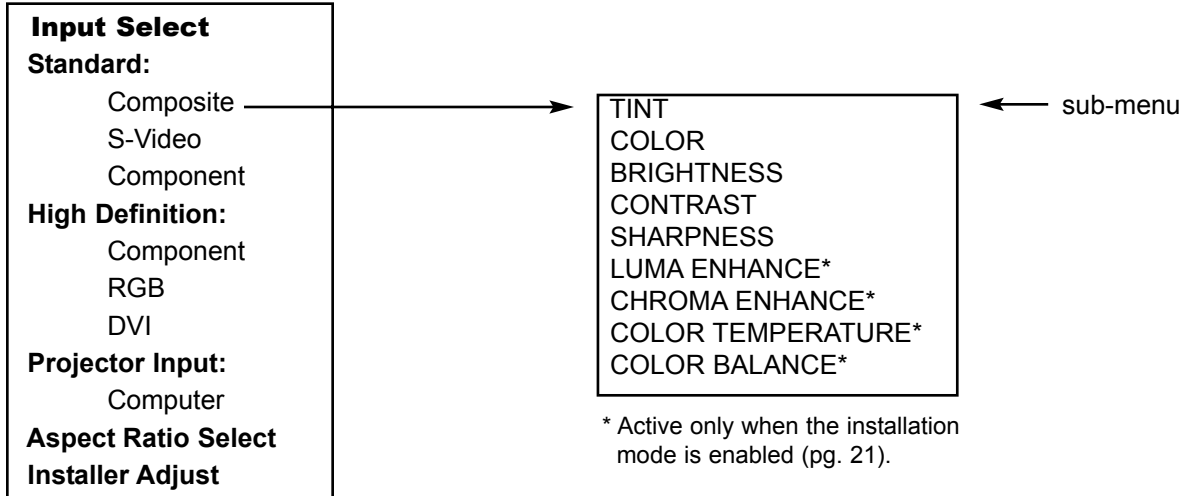 Input Select
Standard:
Composite
S-Video
Component
High Definition:
Component
RGB
DVI
Projector Input:
Computer
Aspect Ratio Select
Installer Adjust
TINT
COLOR
BRIGHTNESS
CONTRAST
SHARPNESS
LUMA ENHANCE*
CHROMA ENHANCE*
COLOR TEMPERATURE*
COLOR BALANCE*
sub-menu
* Active only when the installation
mode is enabled (pg. 21).